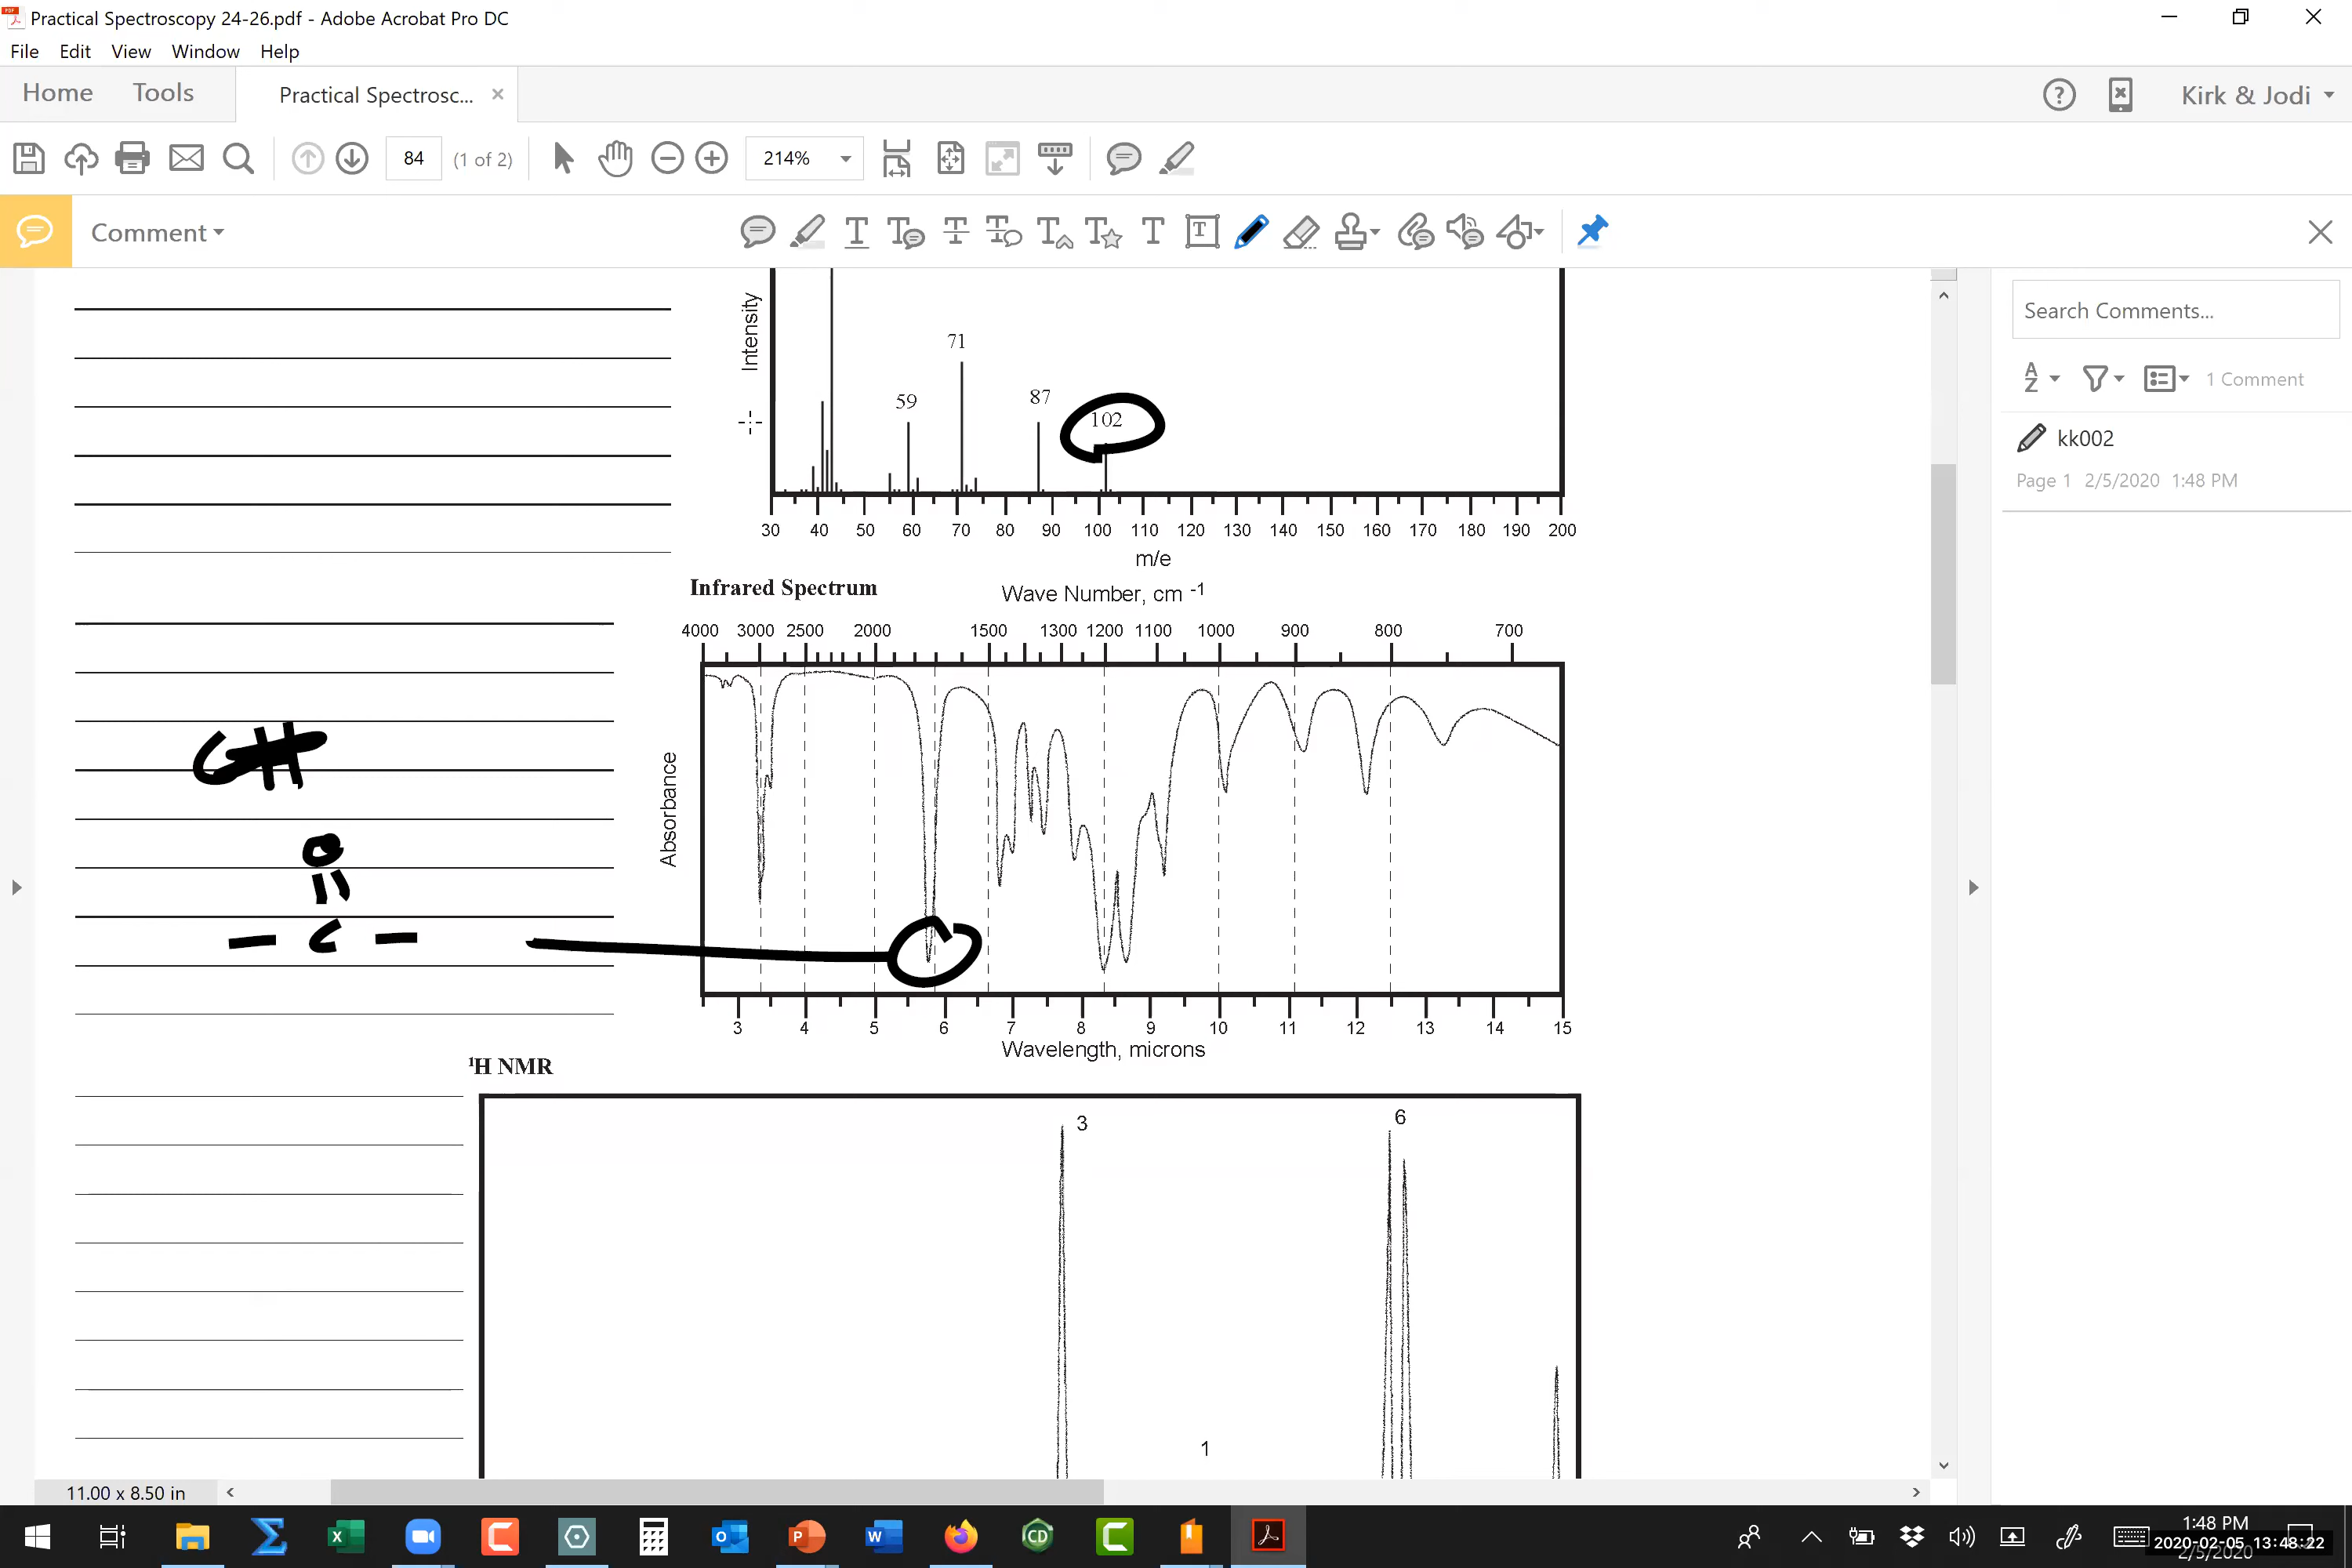 Practical Spectroscopy 24-26.pdf - Adobe Acrobat Pro DC
File Edit View Window Help
Home Tools Practical Spectrosc... × Kirk & Jodi
84 (1 of 2) 214%
Comment
Search Comments...
1 Comment
kk002
Page 1 2/5/2020 1:48 PM
Intensity
59 71 87 102
30 40 50 60 70 80 90 100 110 120 130 140 150 160 170 180 190 200
m/e
Infrared Spectrum Wave Number, cm -1
4000 3000 2500 2000 1500 1300 1200 1100 1000 900 800 700
Absorbance
O
C
3 4 5 6 7 8 9 10 11 12 13 14 15
Wavelength, microns
1H NMR
3 6
1
11.00 x 8.50 in
1:48 PM
2020-02-05 13:48:22
2/5/2020